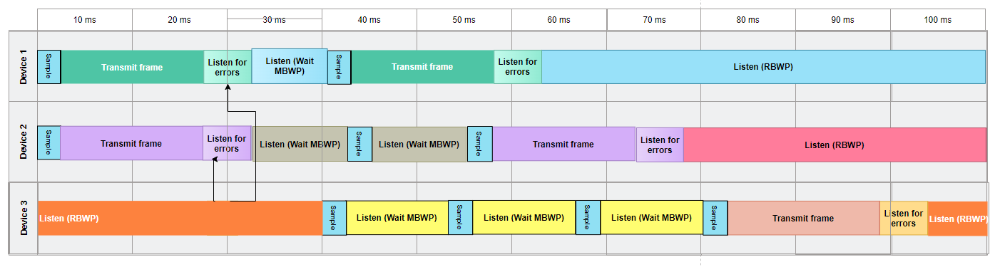 10 ms
20 ms
30 ms
40 ms
50 ms
60 ms
70 ms
80 ms
90 ms
100 ms
Device 1
Sample
Transmit frame
Listen for
errors
Listen (Wait
MBWP)
Sample
Transmit frame
Listen for
errors
Listen (RBWP)
Device 2
Sample
Transmit frame
Listen for
errors
Listen (Wait MBWP)
Sample
Listen (Wait MBWP)
Sample
Transmit frame
Listen for
errors
Listen (RBWP)
Device 3
Listen (RBWP)
Sample
Listen (Wait MBWP)
Sample
Listen (Wait MBWP)
Sample
Listen (Wait MBWP)
Sample
Transmit frame
Listen for
errors
Listen (RBWP)